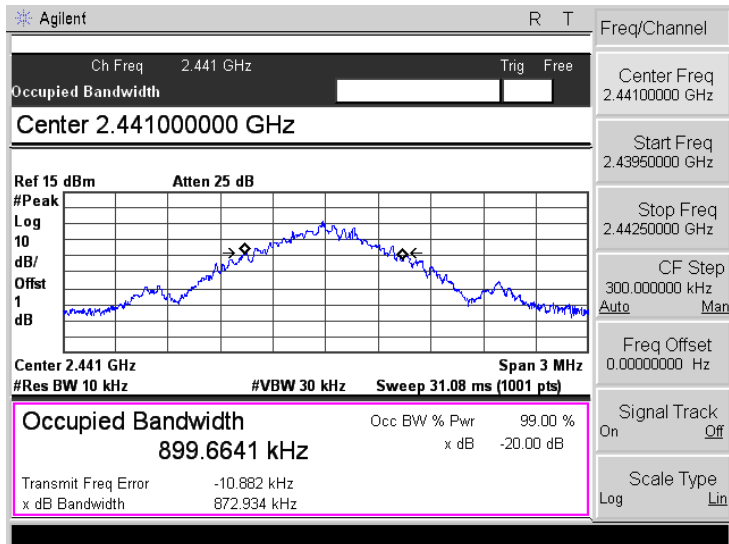 Agilent R T
Ch Freq 2.441 GHz Trig Free
Occupied Bandwidth
Center 2.441000000 GHz
Ref 15 dBm Atten 25 dB
#Peak
Log
10
dB/
Offst
1
dB
Center 2.441 GHz Span 3 MHz
#Res BW 10 kHz #VBW 30 kHz Sweep 31.08 ms (1001 pts)
Occupied Bandwidth Occ BW % Pwr 99.00 %
899.6641 kHz x dB -20.00 dB
Transmit Freq Error -10.882 kHz
x dB Bandwidth 872.934 kHz
Freq/Channel
Center Freq
2.44100000 GHz
Start Freq
2.43950000 GHz
Stop Freq
2.44250000 GHz
CF Step
300.000000 kHz
Auto Man
Freq Offset
0.00000000 Hz
Signal Track
On Off
Scale Type
Log Lin